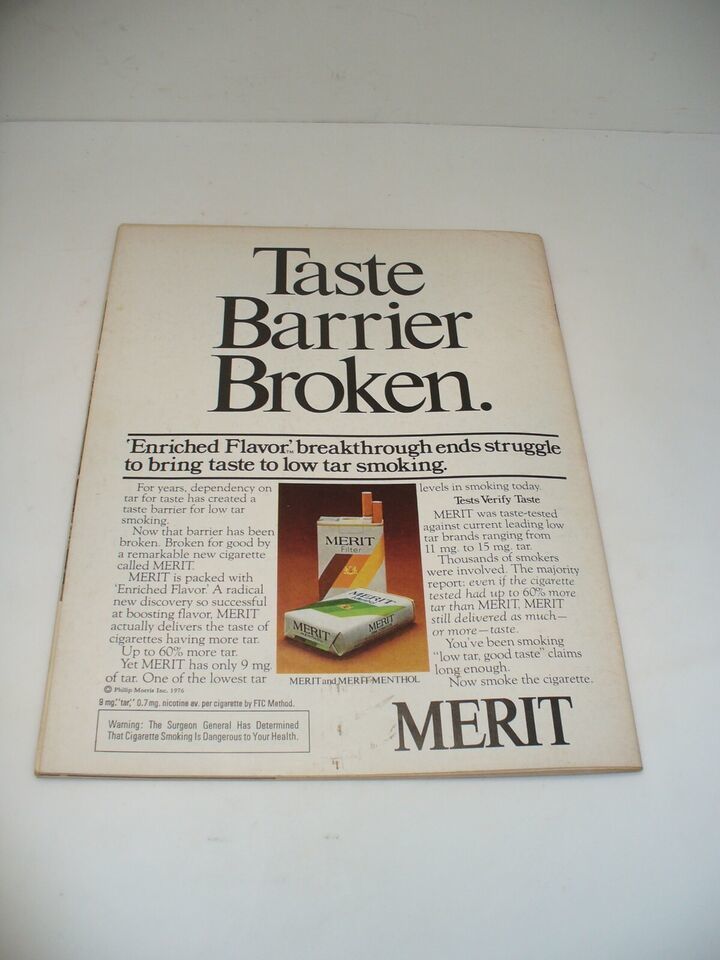 Taste
Barrier
Broken.
'Enriched Flavor,'™ breakthrough ends struggle
to bring taste to low tar smoking.
For years, dependency on
tar for taste has created a
taste barrier for low tar
smoking.
Now that barrier has been
broken. Broken for good by
a remarkable new cigarette
called MERIT.
MERIT is packed with
'Enriched Flavor.' A radical
new discovery so successful
at boosting flavor, MERIT
actually delivers the taste of
cigarettes having more tar.
Up to 60% more tar.
Yet MERIT has only 9 mg.
of tar. One of the lowest tar
MERIT
Filter
MERIT
MERIT
MERIT
MERIT and MERIT MENTHOL
levels in smoking today.
Tests Verify Taste
MERIT was taste-tested
against current leading low
tar brands ranging from
11 mg. to 15 mg. tar.
Thousands of smokers
were involved. The majority
report: even if the cigarette
tested had up to 60% more
tar than MERIT, MERIT
still delivered as much—
or more—taste.
You've been smoking
"low tar, good taste" claims
long enough.
Now smoke the cigarette.
MERIT
© Philip Morris Inc. 1976
9 mg. "tar," 0.7 mg. nicotine av. per cigarette by FTC Method.
Warning: The Surgeon General Has Determined
That Cigarette Smoking Is Dangerous to Your Health.